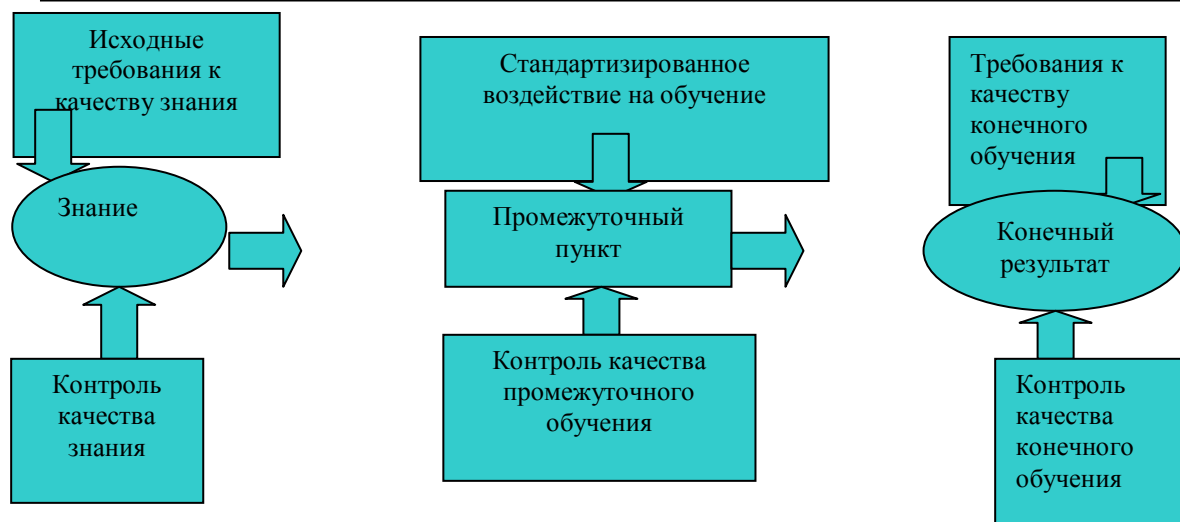 Исходные
требования к
качеству знания
Стандартизированное
воздействие на обучение
Требования к
качеству
конечного
обучения
Знание
Промежуточный
пункт
Конечный
результат
Контроль
качества
знания
Контроль качества
промежуточного
обучения
Контроль
качества
конечного
обучения